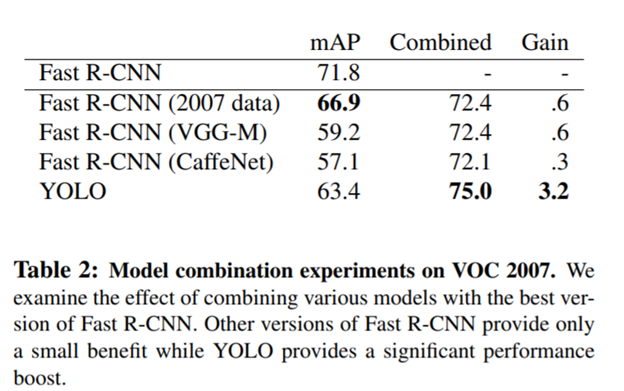 mAP Combined Gain
Fast R-CNN 71.8 - -
Fast R-CNN (2007 data) 66.9 72.4 .6
Fast R-CNN (VGG-M) 59.2 72.4 .6
Fast R-CNN (CaffeNet) 57.1 72.1 .3
YOLO 63.4 75.0 3.2
Table 2: Model combination experiments on VOC 2007. We
examine the effect of combining various models with the best ver-
sion of Fast R-CNN. Other versions of Fast R-CNN provide only
a small benefit while YOLO provides a significant performance
boost.